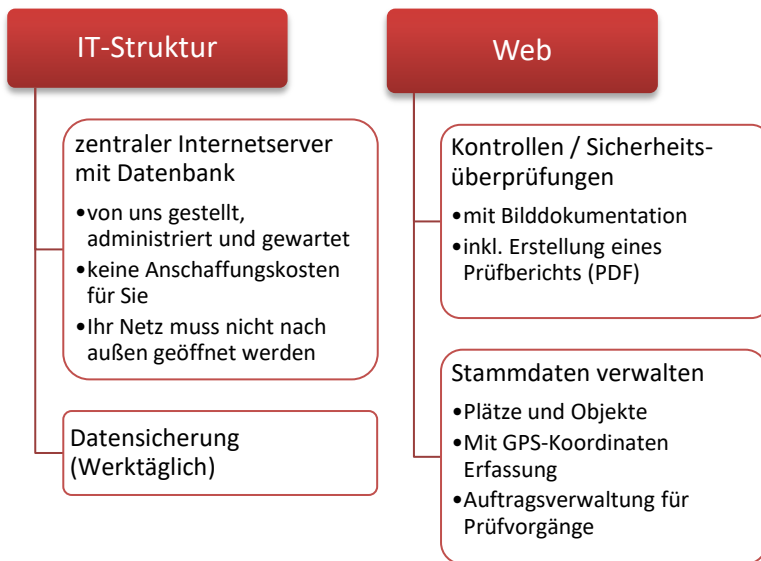 IT-Struktur
zentraler Internetserver
mit Datenbank
•von uns gestellt,
administriert und gewartet
•keine Anschaffungskosten
für Sie
•Ihr Netz muss nicht nach
außen geöffnet werden
Datensicherung
(Werktäglich)
Web
Kontrollen / Sicherheits-
überprüfungen
•mit Bilddokumentation
•inkl. Erstellung eines
Prüfberichts (PDF)
Stammdaten verwalten
•Plätze und Objekte
•Mit GPS-Koordinaten
Erfassung
•Auftragsverwaltung für
Prüfvorgänge